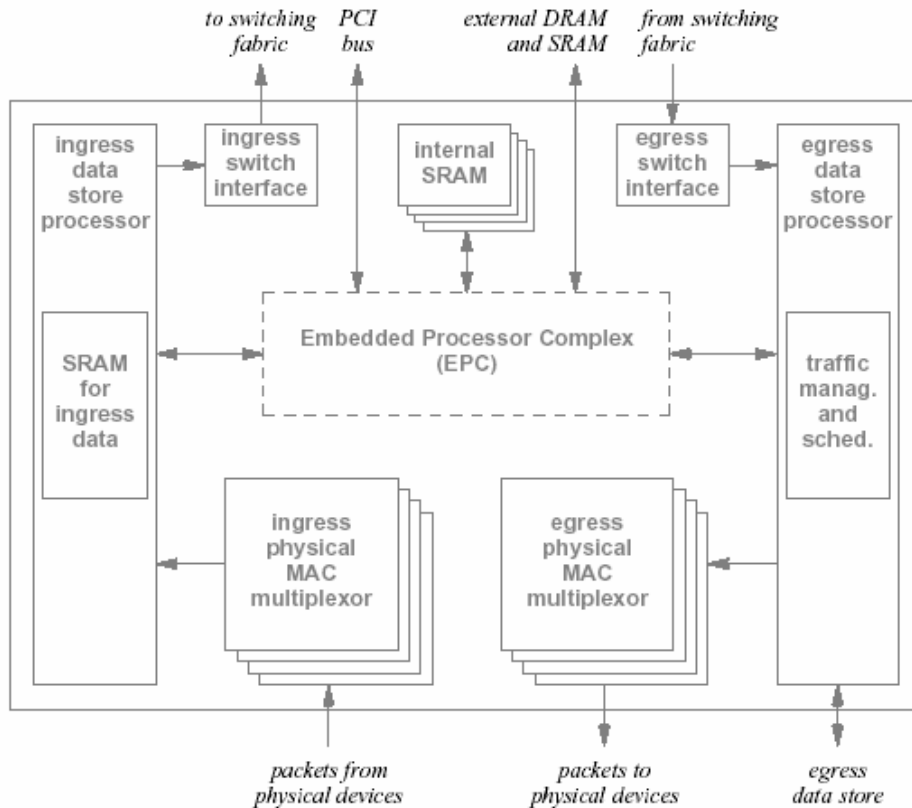 to switching
fabric
PCI
bus
external DRAM
and SRAM
from switching
fabric
ingress
data
store
processor
ingress
switch
interface
internal
SRAM
egress
switch
interface
egress
data
store
processor
Embedded Processor Complex
(EPC)
SRAM
for
ingress
data
traffic
manag.
and
sched.
ingress
physical
MAC
multiplexor
egress
physical
MAC
multiplexor
packets from
physical devices
packets to
physical devices
egress
data store